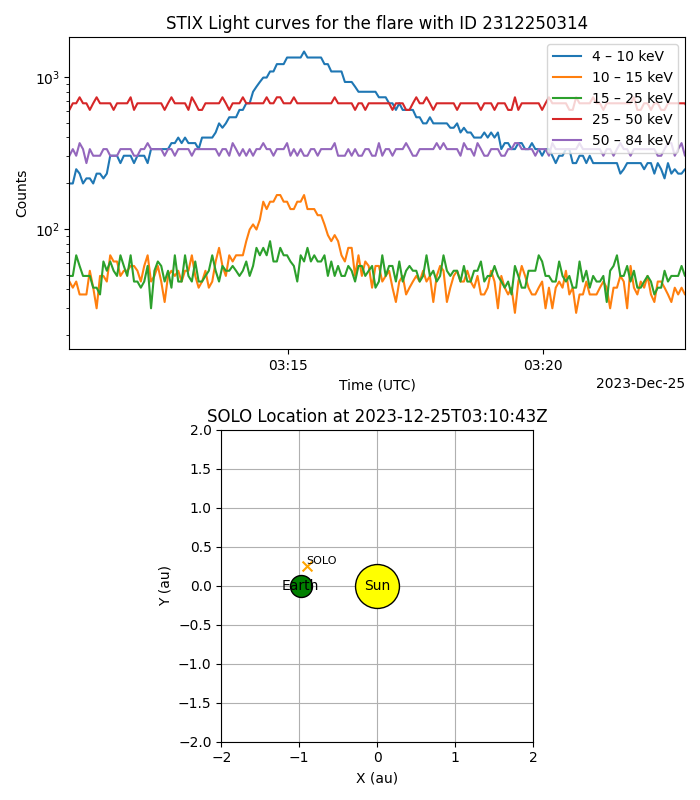 STIX Light curves for the flare with ID 2312250314
4 – 10 keV
10 – 15 keV
15 – 25 keV
25 – 50 keV
50 – 84 keV
10³
10²
Counts
03:15
03:20
Time (UTC)
2023-Dec-25
SOLO Location at 2023-12-25T03:10:43Z
2.0
1.5
1.0
0.5
0.0
−0.5
−1.0
−1.5
−2.0
Y (au)
SOLO
Earth
Sun
−2
−1
0
1
2
X (au)